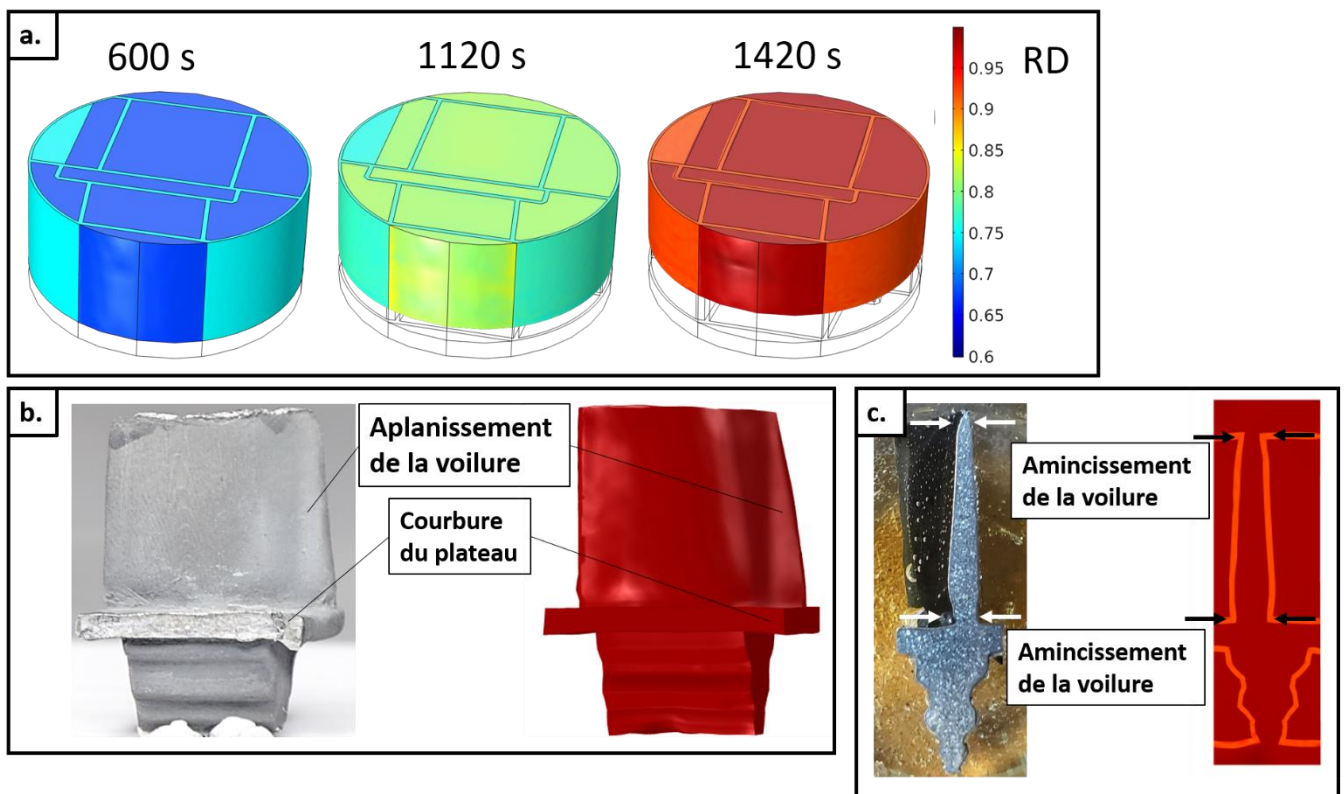 a.
600 s
1120 s
1420 s
RD
0.95
0.9
0.85
0.8
0.75
0.7
0.65
0.6
b.
Aplanissement
de la voilure
Courbure
du plateau
c.
Amincissement
de la voilure
Amincissement
de la voilure